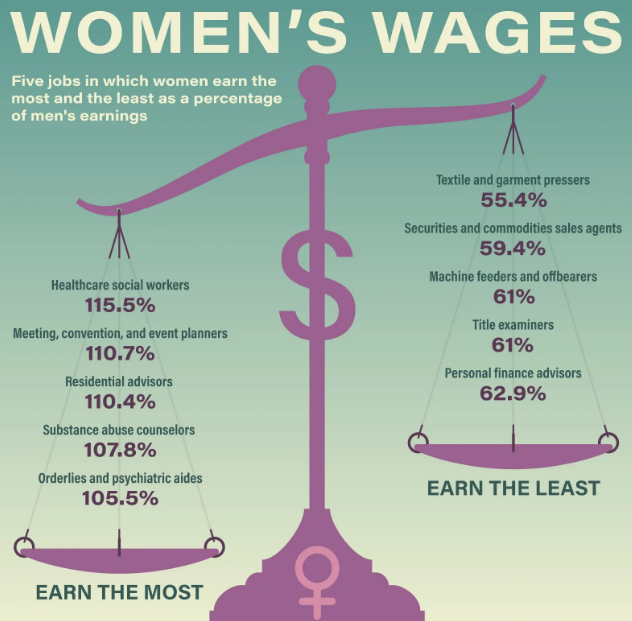 WOMEN'S WAGES
Five jobs in which women earn the
most and the least as a percentage
of men's earnings
$
Healthcare social workers
115.5%
Meeting, convention, and event planners
110.7%
Residential advisors
110.4%
Substance abuse counselors
107.8%
Orderlies and psychiatric aides
105.5%
EARN THE MOST
Textile and garment pressers
55.4%
Securities and commodities sales agents
59.4%
Machine feeders and offbearers
61%
Title examiners
61%
Personal finance advisors
62.9%
EARN THE LEAST